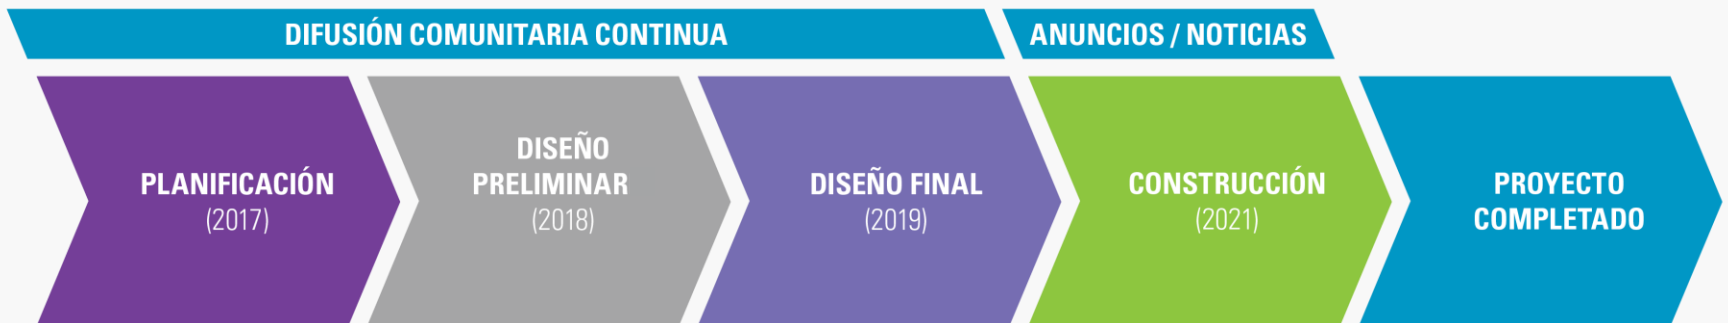 DIFUSIÓN COMUNITARIA CONTINUA
ANUNCIOS / NOTICIAS
PLANIFICACIÓN
(2017)
DISEÑO
PRELIMINAR
(2018)
DISEÑO FINAL
(2019)
CONSTRUCCIÓN
(2021)
PROYECTO
COMPLETADO